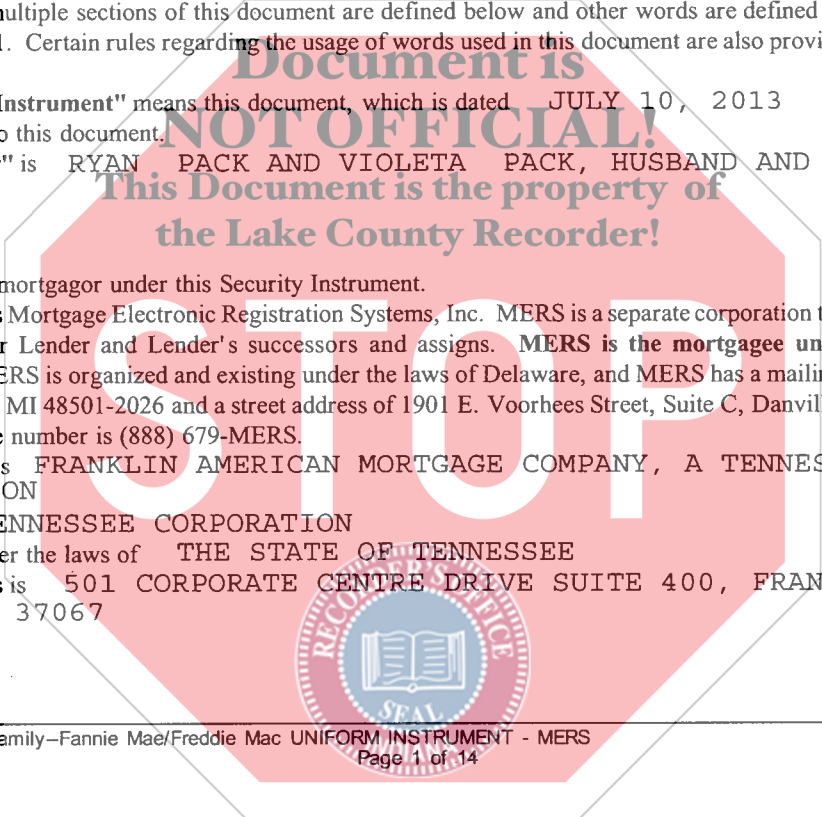 ultiple sections of this document are defined below and other words are defined
. Certain rules regarding the usage of words used in this document are also provi
Document is
Instrument" means this document, which is dated JULY 10, 2013
o this document.
NOT OFFICIAL!
" is RYAN PACK AND VIOLETA PACK, HUSBAND AND
This Document is the property of
the Lake County Recorder!
mortgagor under this Security Instrument.
Mortgage Electronic Registration Systems, Inc. MERS is a separate corporation t
r Lender and Lender's successors and assigns. MERS is the mortgagee un
ERS is organized and existing under the laws of Delaware, and MERS has a mailin
MI 48501-2026 and a street address of 1901 E. Voorhees Street, Suite C, Danvil
e number is (888) 679-MERS.
STOP
s FRANKLIN AMERICAN MORTGAGE COMPANY, A TENNES
ON
ENNESSEE CORPORATION
er the laws of THE STATE OF TENNESSEE
s is 501 CORPORATE CENTRE DRIVE SUITE 400, FRAN
37067
RECORDER'S OFFICE
SEAL
INDIANA
amily–Fannie Mae/Freddie Mac UNIFORM INSTRUMENT - MERS
Page 1 of 14